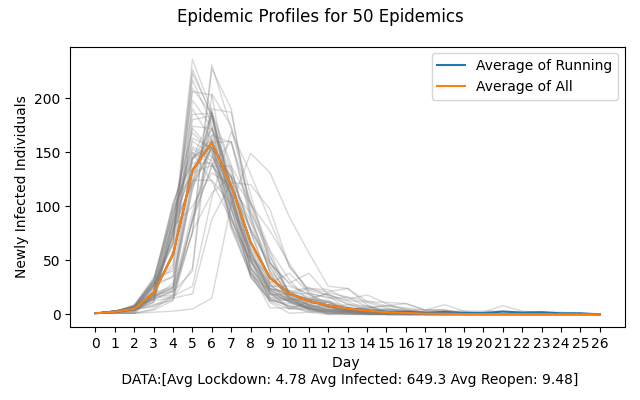 Epidemic Profiles for 50 Epidemics
Average of Running
Average of All
Newly Infected Individuals
200
150
100
50
0
0 1 2 3 4 5 6 7 8 9 10 11 12 13 14 15 16 17 18 19 20 21 22 23 24 25 26
Day
DATA:[Avg Lockdown: 4.78 Avg Infected: 649.3 Avg Reopen: 9.48]